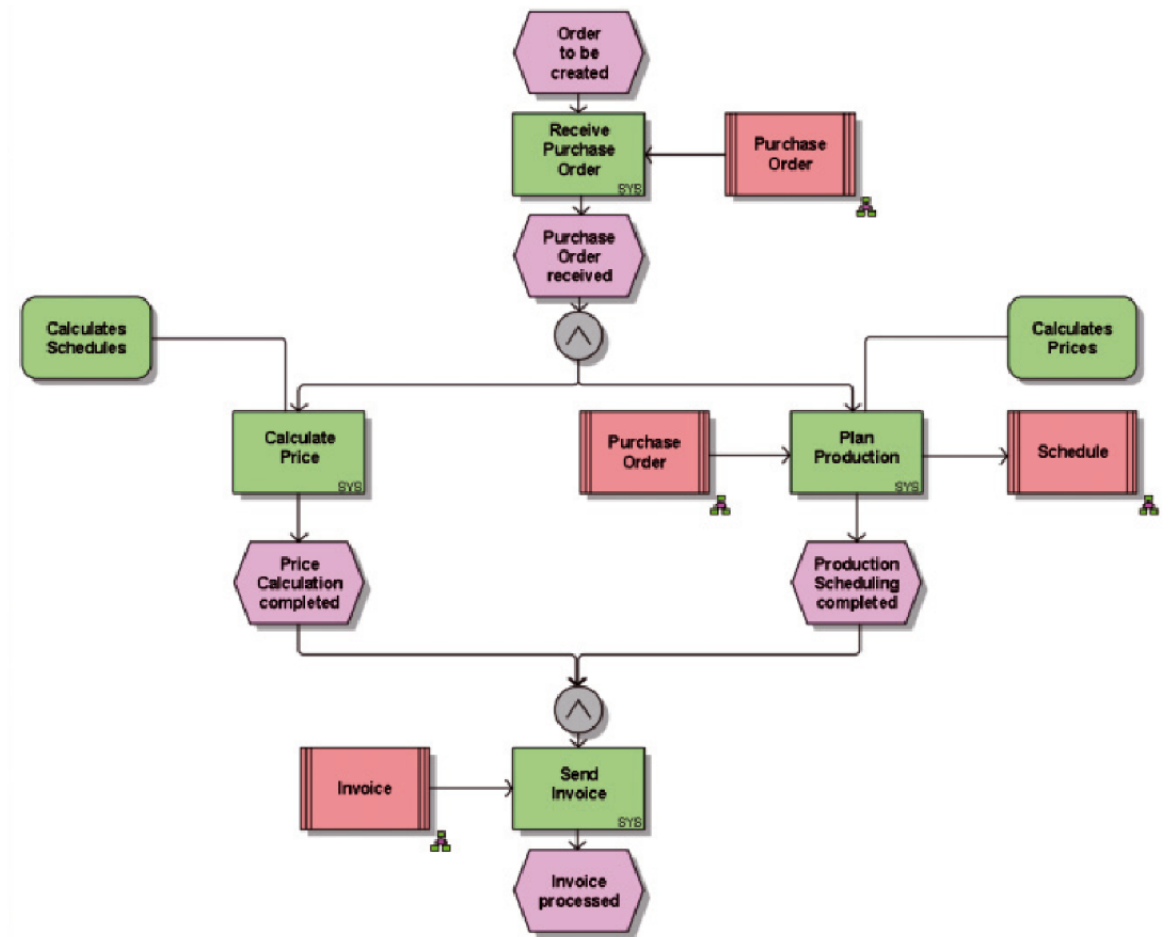 Order
to be
created
Receive
Purchase
Order
SYS
Purchase
Order
Purchase
Order
received
Calculates
Schedules
Calculates
Prices
Calculate
Price
SYS
Purchase
Order
Plan
Production
SYS
Schedule
Price
Calculation
completed
Production
Scheduling
completed
Invoice
Send
Invoice
SYS
Invoice
processed